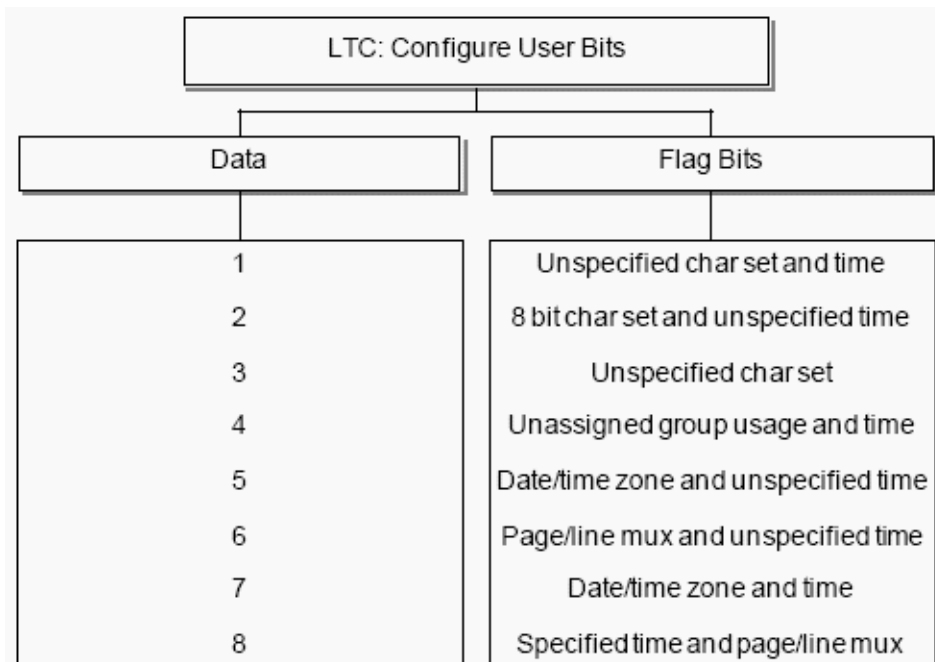 LTC: Configure User Bits
Data
Flag Bits
1
Unspecified char set and time
2
8 bit char set and unspecified time
3
Unspecified char set
4
Unassigned group usage and time
5
Date/time zone and unspecified time
6
Page/line mux and unspecified time
7
Date/time zone and time
8
Specified time and page/line mux